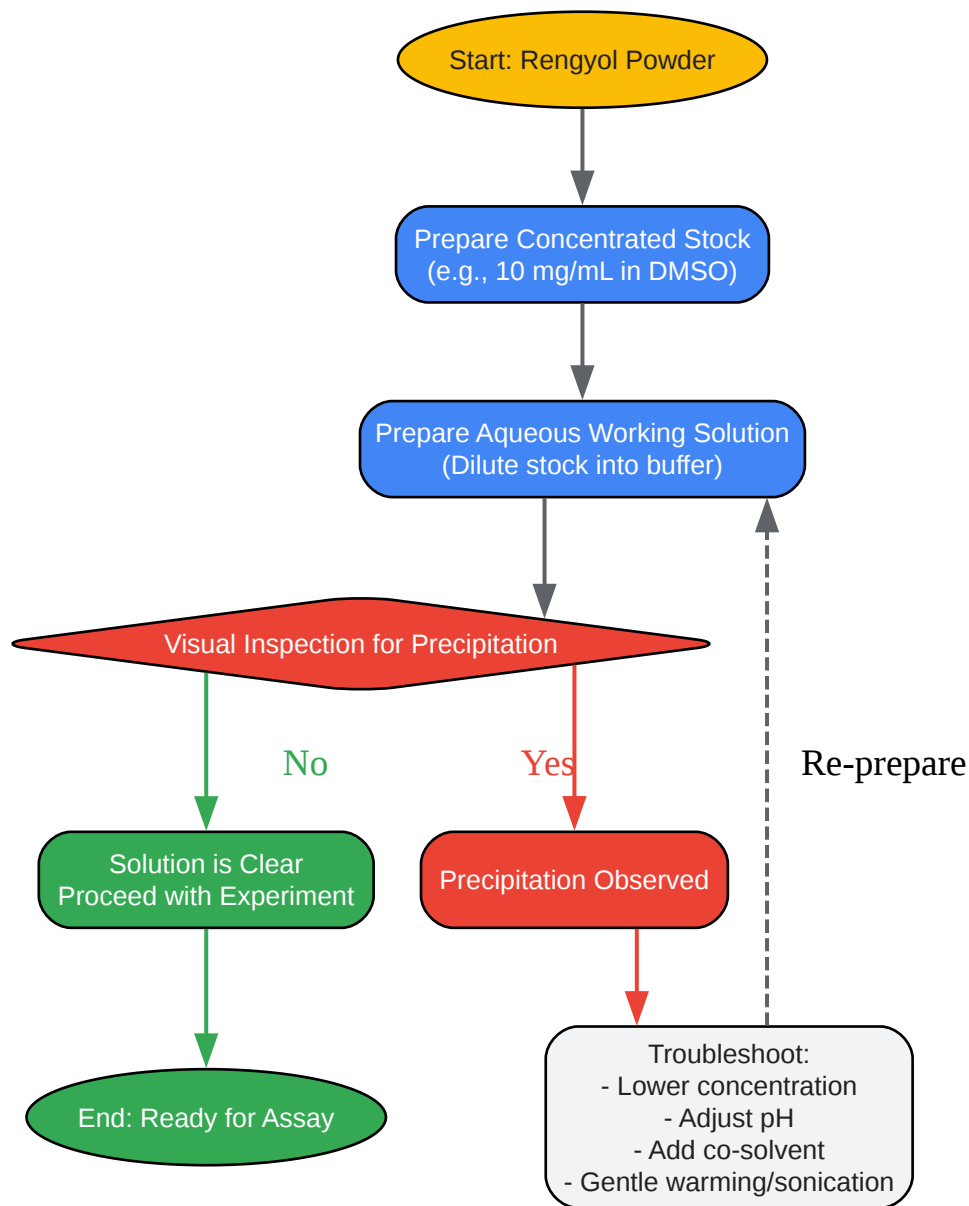 Start: Rengyol Powder
Prepare Concentrated Stock
(e.g., 10 mg/mL in DMSO)
Prepare Aqueous Working Solution
(Dilute stock into buffer)
Visual Inspection for Precipitation
No
Yes
Re-prepare
Solution is Clear
Proceed with Experiment
Precipitation Observed
End: Ready for Assay
Troubleshoot:
- Lower concentration
- Adjust pH
- Add co-solvent
- Gentle warming/sonication